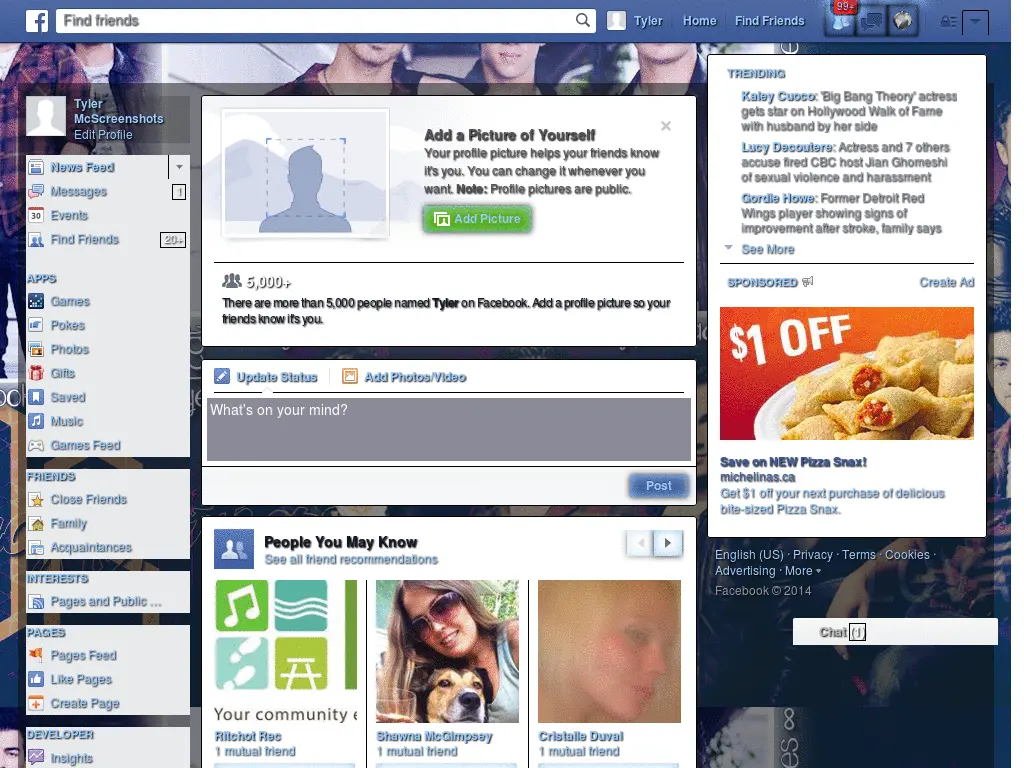 Find friends
Tyler
Home
Find Friends
99+
Tyler
McScreenshots
Edit Profile
News Feed
Messages
1
30
Events
Find Friends
20+
APPS
Games
Pokes
Photos
Gifts
Saved
Music
Games Feed
FRIENDS
Close Friends
Family
Acquaintances
INTERESTS
Pages and Public ...
PAGES
Pages Feed
Like Pages
Create Page
DEVELOPER
Insights
Add a Picture of Yourself
Your profile picture helps your friends know
it's you. You can change it whenever you
want. Note: Profile pictures are public.
Add Picture
5,000+
There are more than 5,000 people named Tyler on Facebook. Add a profile picture so your
friends know it's you.
Update Status
Add Photos/Video
What's on your mind?
Post
People You May Know
See all friend recommendations
Your community e
Ritchot Rec
1 mutual friend
Shawna McGimpsey
1 mutual friend
Cristalle Duval
1 mutual friend
TRENDING
Kaley Cuoco: 'Big Bang Theory' actress
gets star on Hollywood Walk of Fame
with husband by her side
Lucy Decoutere: Actress and 7 others
accuse fired CBC host Jian Ghomeshi
of sexual violence and harassment
Gordie Howe: Former Detroit Red
Wings player showing signs of
improvement after stroke, family says
See More
SPONSORED
Create Ad
$1 OFF
Save on NEW Pizza Snax!
michelinas.ca
Get $1 off your next purchase of delicious
bite-sized Pizza Snax.
English (US) · Privacy · Terms · Cookies ·
Advertising · More
Facebook © 2014
Chat (1)